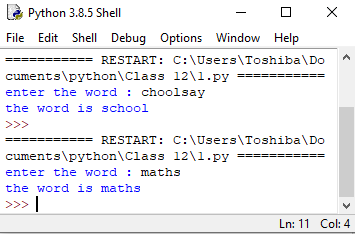 Python 3.8.5 Shell
File Edit Shell Debug Options Window Help
=========== RESTART: C:\Users\Toshiba\Do
cuments\python\Class 12\1.py ===========
enter the word : choolsay
the word is school
>>>
=========== RESTART: C:\Users\Toshiba\Do
cuments\python\Class 12\1.py ===========
enter the word : maths
the word is maths
>>>
Ln: 11 Col: 4